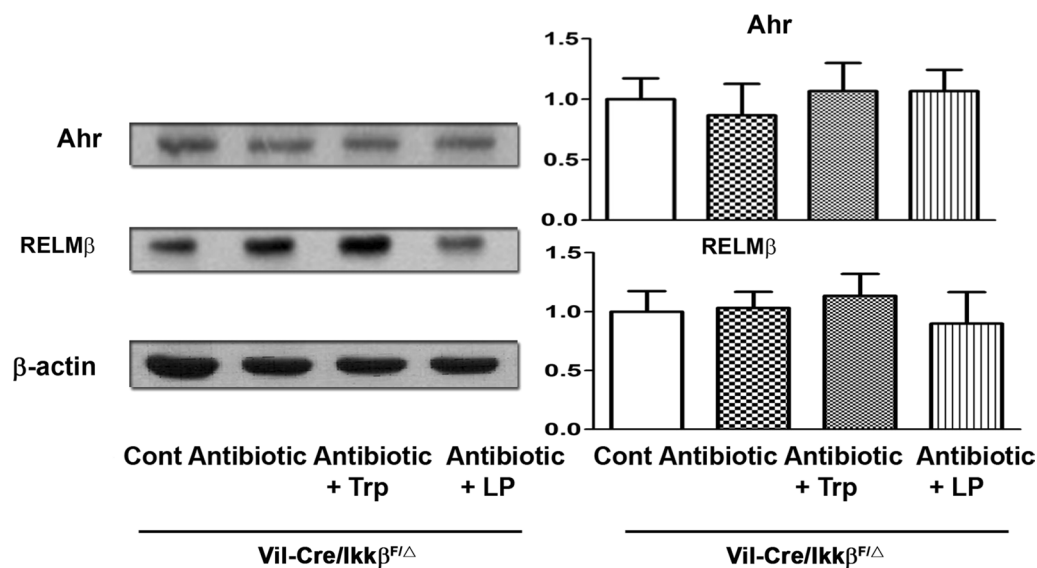 Ahr
RELMβ
β-actin
Cont Antibiotic Antibiotic Antibiotic
+ Trp + LP
Vil-Cre/IkkβF/△
Ahr
1.5
1.0
0.5
0.0
RELMβ
1.5
1.0
0.5
0.0
Cont Antibiotic Antibiotic Antibiotic
+ Trp + LP
Vil-Cre/IkkβF/△